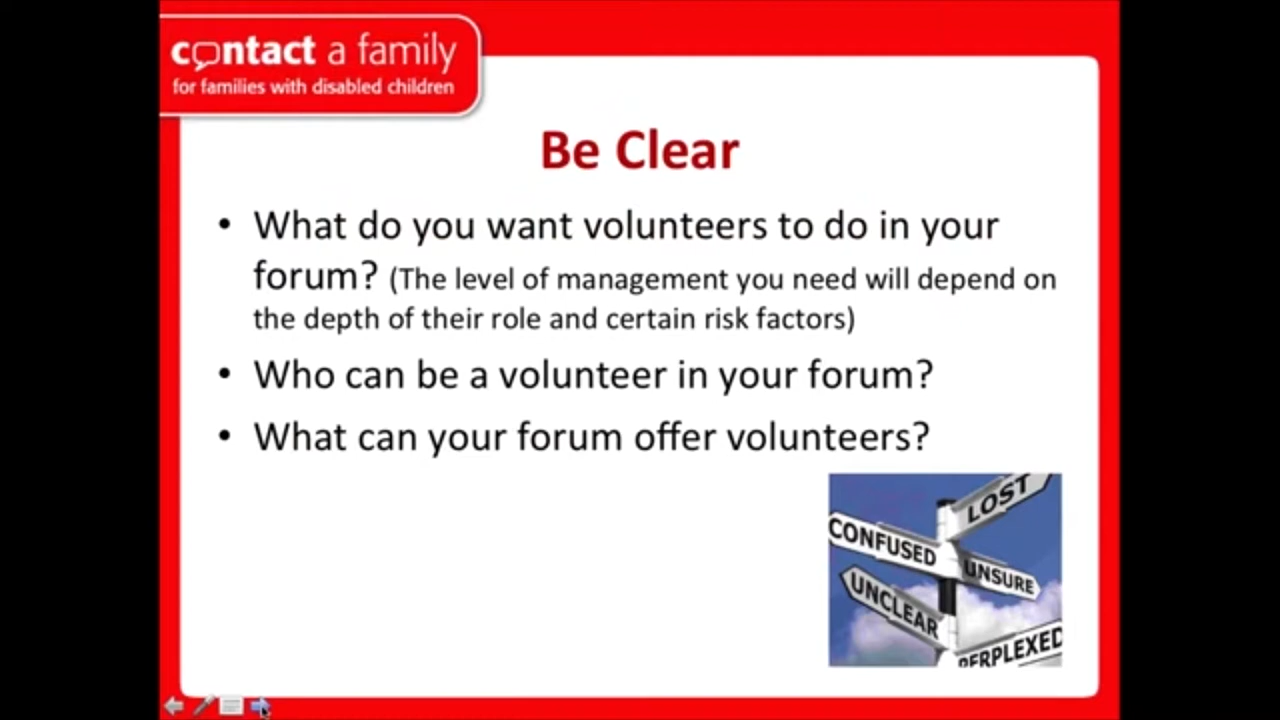 contact a family
for families with disabled children
Be Clear
• What do you want volunteers to do in your
forum? (The level of management you need will depend on
the depth of their role and certain risk factors)
• Who can be a volunteer in your forum?
• What can your forum offer volunteers?
LOST
CONFUSED
UNSURE
UNCLEAR
PERPLEXED